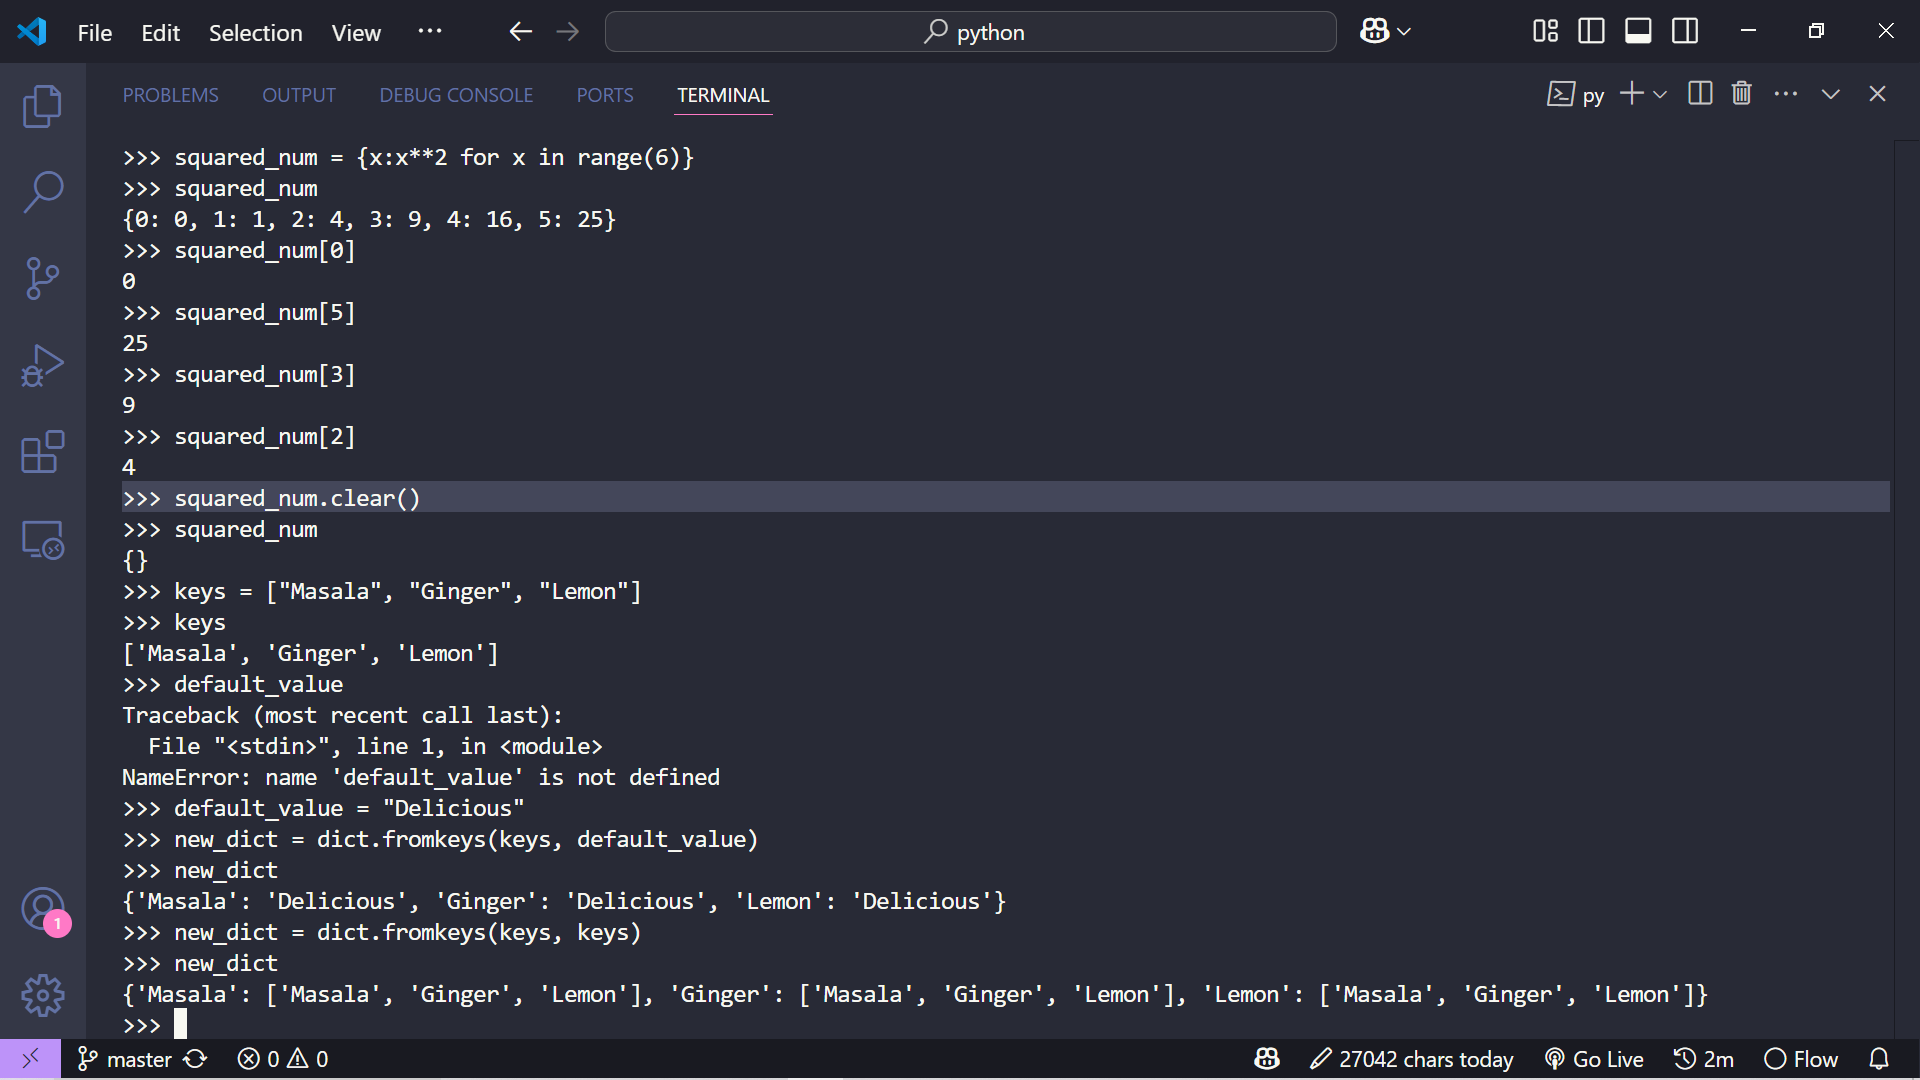 File Edit Selection View ··· python
PROBLEMS OUTPUT DEBUG CONSOLE PORTS TERMINAL py
>>> squared_num = {x:x**2 for x in range(6)}
>>> squared_num
{0: 0, 1: 1, 2: 4, 3: 9, 4: 16, 5: 25}
>>> squared_num[0]
0
>>> squared_num[5]
25
>>> squared_num[3]
9
>>> squared_num[2]
4
>>> squared_num.clear()
>>> squared_num
{}
>>> keys = ["Masala", "Ginger", "Lemon"]
>>> keys
['Masala', 'Ginger', 'Lemon']
>>> default_value
Traceback (most recent call last):
  File "<stdin>", line 1, in <module>
NameError: name 'default_value' is not defined
>>> default_value = "Delicious"
>>> new_dict = dict.fromkeys(keys, default_value)
>>> new_dict
{'Masala': 'Delicious', 'Ginger': 'Delicious', 'Lemon': 'Delicious'}
>>> new_dict = dict.fromkeys(keys, keys)
>>> new_dict
{'Masala': ['Masala', 'Ginger', 'Lemon'], 'Ginger': ['Masala', 'Ginger', 'Lemon'], 'Lemon': ['Masala', 'Ginger', 'Lemon']}
>>>
1
master 0 0 27042 chars today Go Live 2m Flow